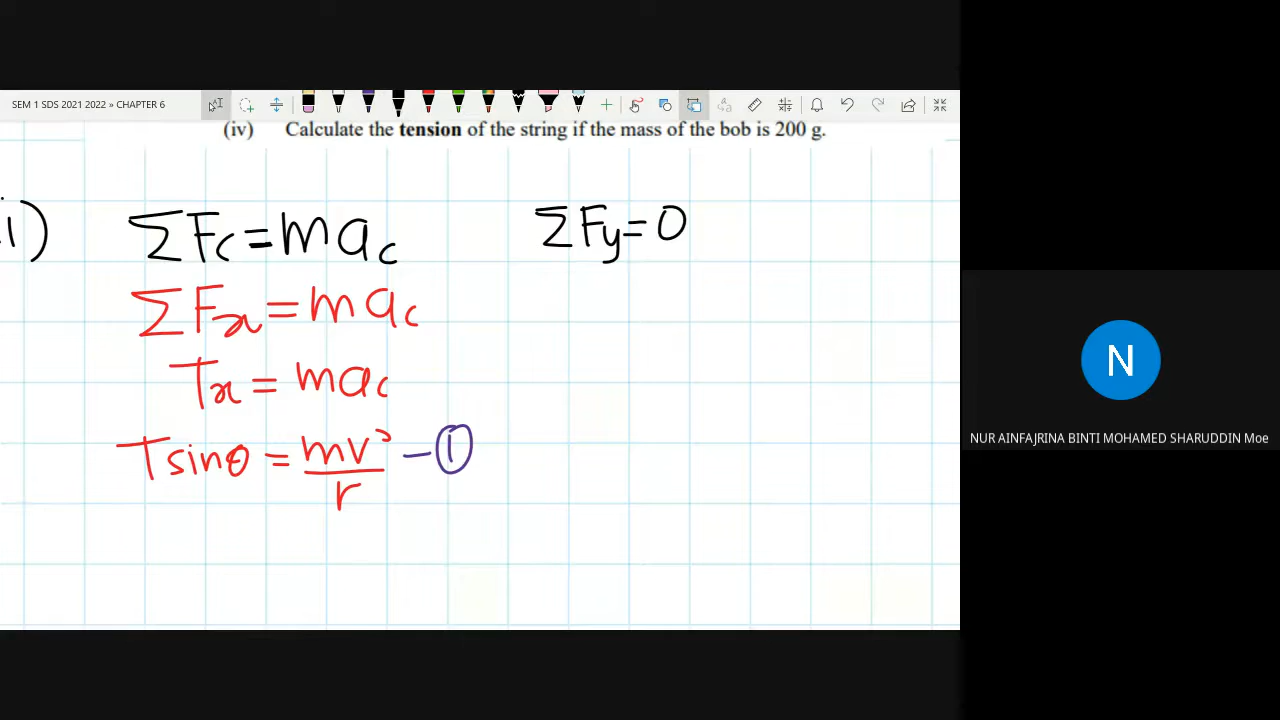 SEM 1 SDS 2021 2022 » CHAPTER 6
(iv) Calculate the tension of the string if the mass of the bob is 200 g.
i)
ΣFc = mac
ΣFx = mac
Tx = mac
Tsinθ = mv²/r – ①
ΣFy = 0
N
NUR AINFAJRINA BINTI MOHAMED SHARUDDIN Moe